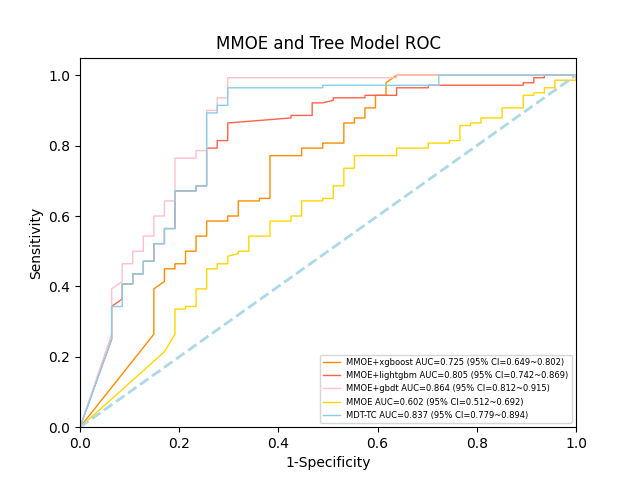 MMOE and Tree Model ROC
1.0
0.8
0.6
0.4
0.2
0.0
Sensitivity
MMOE+xgboost AUC=0.725 (95% CI=0.649~0.802)
MMOE+lightgbm AUC=0.805 (95% CI=0.742~0.869)
MMOE+gbdt AUC=0.864 (95% CI=0.812~0.915)
MMOE AUC=0.602 (95% CI=0.512~0.692)
MDT-TC AUC=0.837 (95% CI=0.779~0.894)
0.0 0.2 0.4 0.6 0.8 1.0
1-Specificity